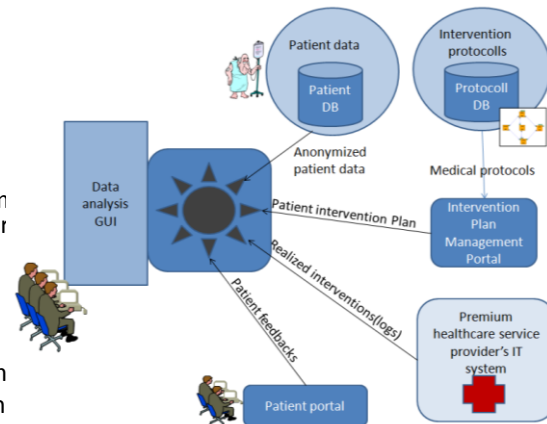 Patient data
Patient
DB
Intervention
protocolls
Protocoll
DB
Anonymized
patient data
Medical protocols
Data
analysis
GUI
Patient intervention Plan
Intervention
Plan
Management
Portal
Realized interventions(logs)
Patient feedbacks
Premium
healthcare service
provider's IT
system
Patient portal